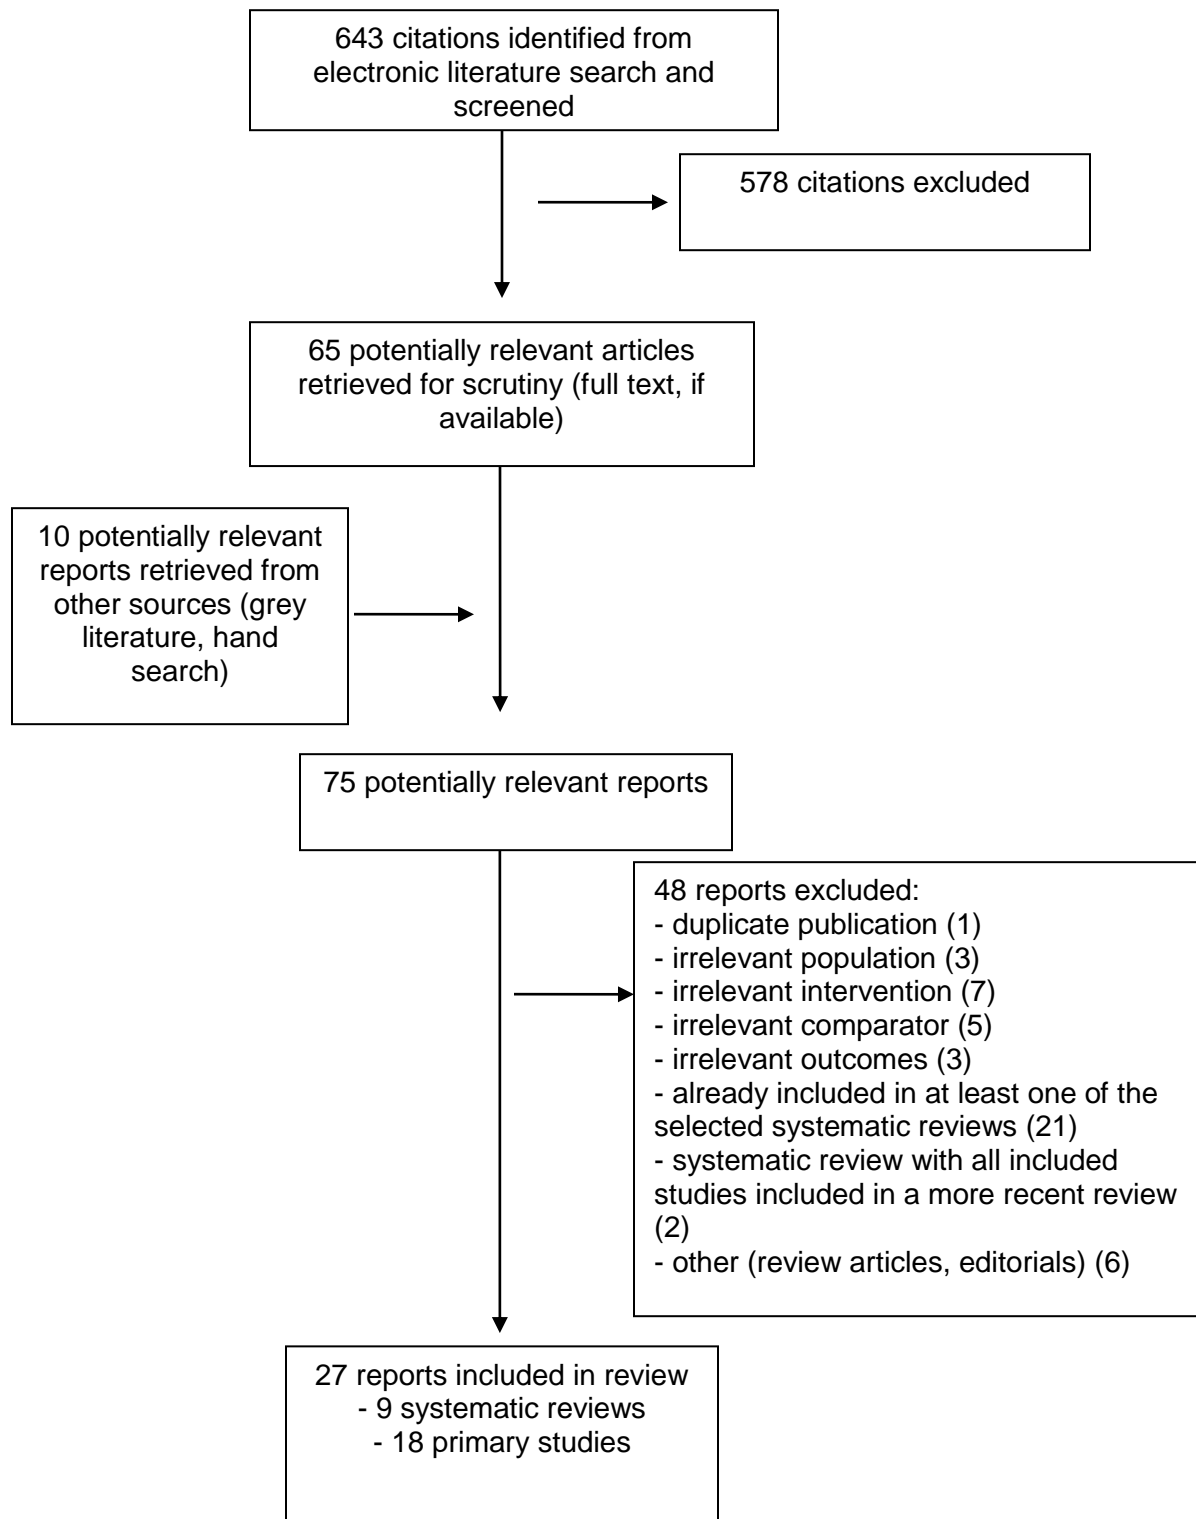 643 citations identified from
electronic literature search and
screened
578 citations excluded
65 potentially relevant articles
retrieved for scrutiny (full text, if
available)
10 potentially relevant
reports retrieved from
other sources (grey
literature, hand
search)
75 potentially relevant reports
48 reports excluded:
- duplicate publication (1)
- irrelevant population (3)
- irrelevant intervention (7)
- irrelevant comparator (5)
- irrelevant outcomes (3)
- already included in at least one of the
selected systematic reviews (21)
- systematic review with all included
studies included in a more recent review
(2)
- other (review articles, editorials) (6)
27 reports included in review
- 9 systematic reviews
- 18 primary studies